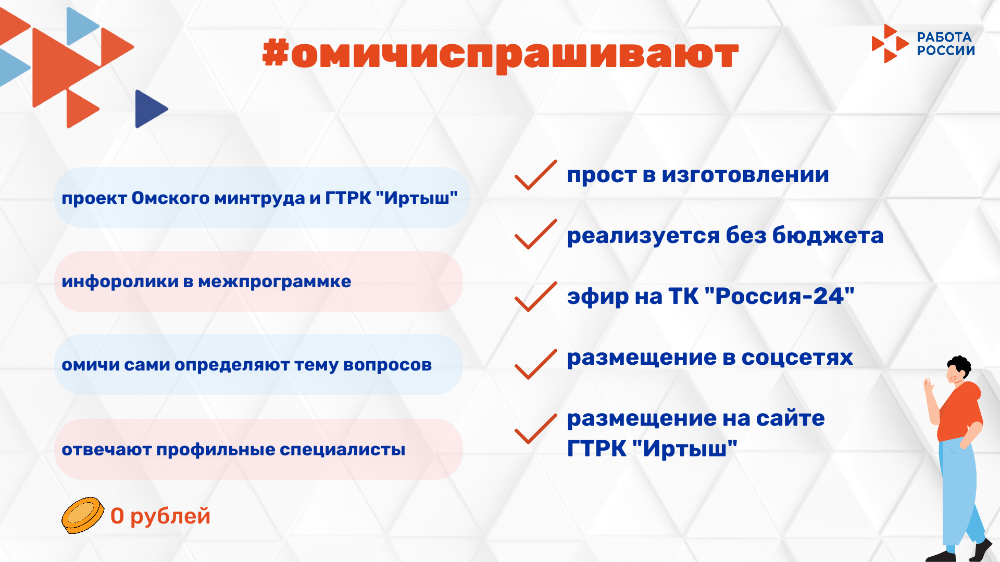 #омичиспрашивают
РАБОТА
РОССИИ
проект Омского минтруда и ГТРК "Иртыш"
инфоролики в межпрограммке
омичи сами определяют тему вопросов
отвечают профильные специалисты
0 рублей
прост в изготовлении
реализуется без бюджета
эфир на ТК "Россия-24"
размещение в соцсетях
размещение на сайте
ГТРК "Иртыш"